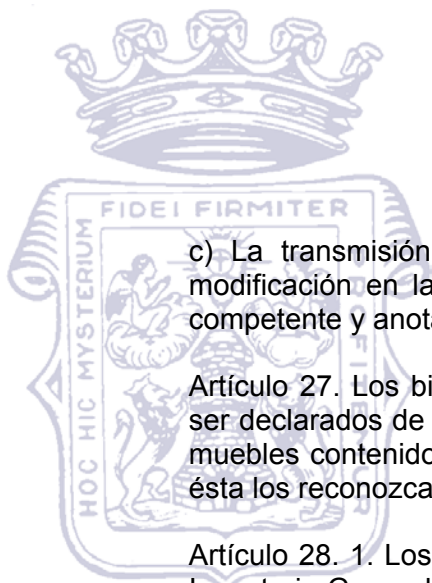 FIDEI FIRMITER
HOC HIC MYSTERIUM
c) La transmisión
modificación en la
competente y anota
Artículo 27. Los bi
ser declarados de
muebles contenido
ésta los reconozca
Artículo 28. 1. Los